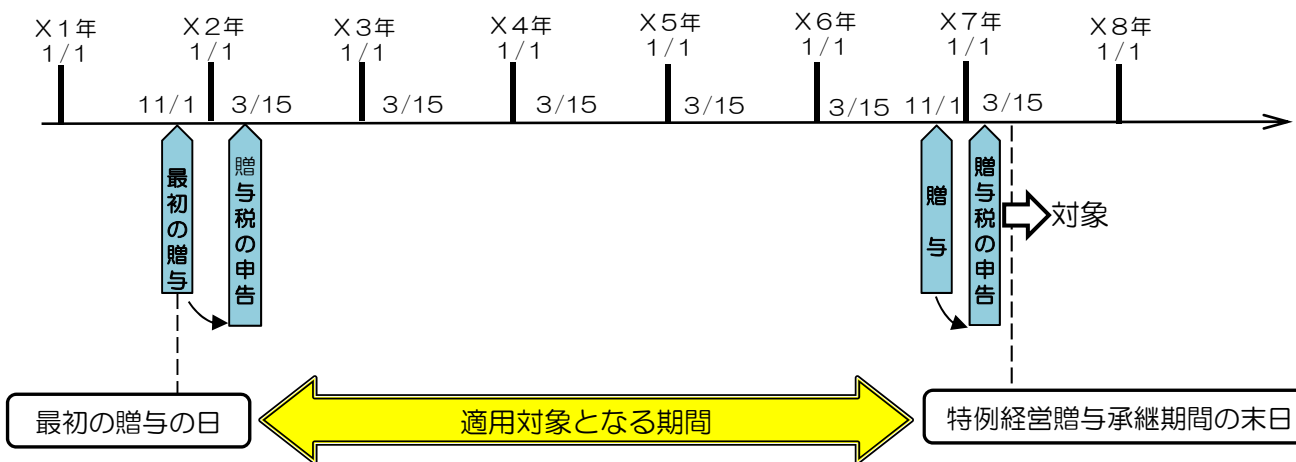 X1年 X2年 X3年 X4年 X5年 X6年 X7年 X8年
1/1 1/1 1/1 1/1 1/1 1/1 1/1 1/1
11/1 3/15 3/15 3/15 3/15 3/15 11/1 3/15
最初の贈与
贈与税の申告
贈与
贈与税の申告
対象
最初の贈与の日
適用対象となる期間
特例経営贈与承継期間の末日